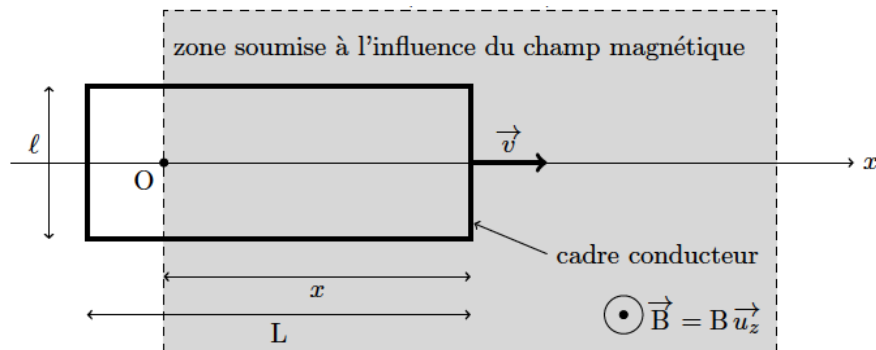 zone soumise à l'influence du champ magnétique
ℓ
v
O
x
cadre conducteur
x
L
B = B u_z